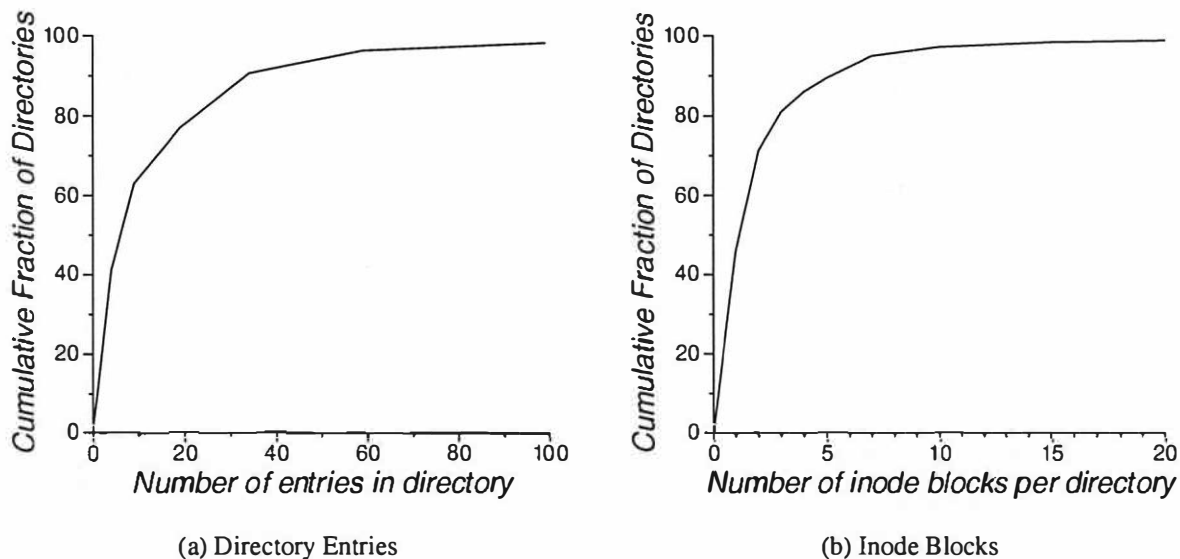 Cumulative Fraction of Directories
100
80
60
40
20
0
0 20 40 60 80 100
Number of entries in directory
(a) Directory Entries
Cumulative Fraction of Directories
100
80
60
40
20
0
0 5 10 15 20
Number of inode blocks per directory
(b) Inode Blocks